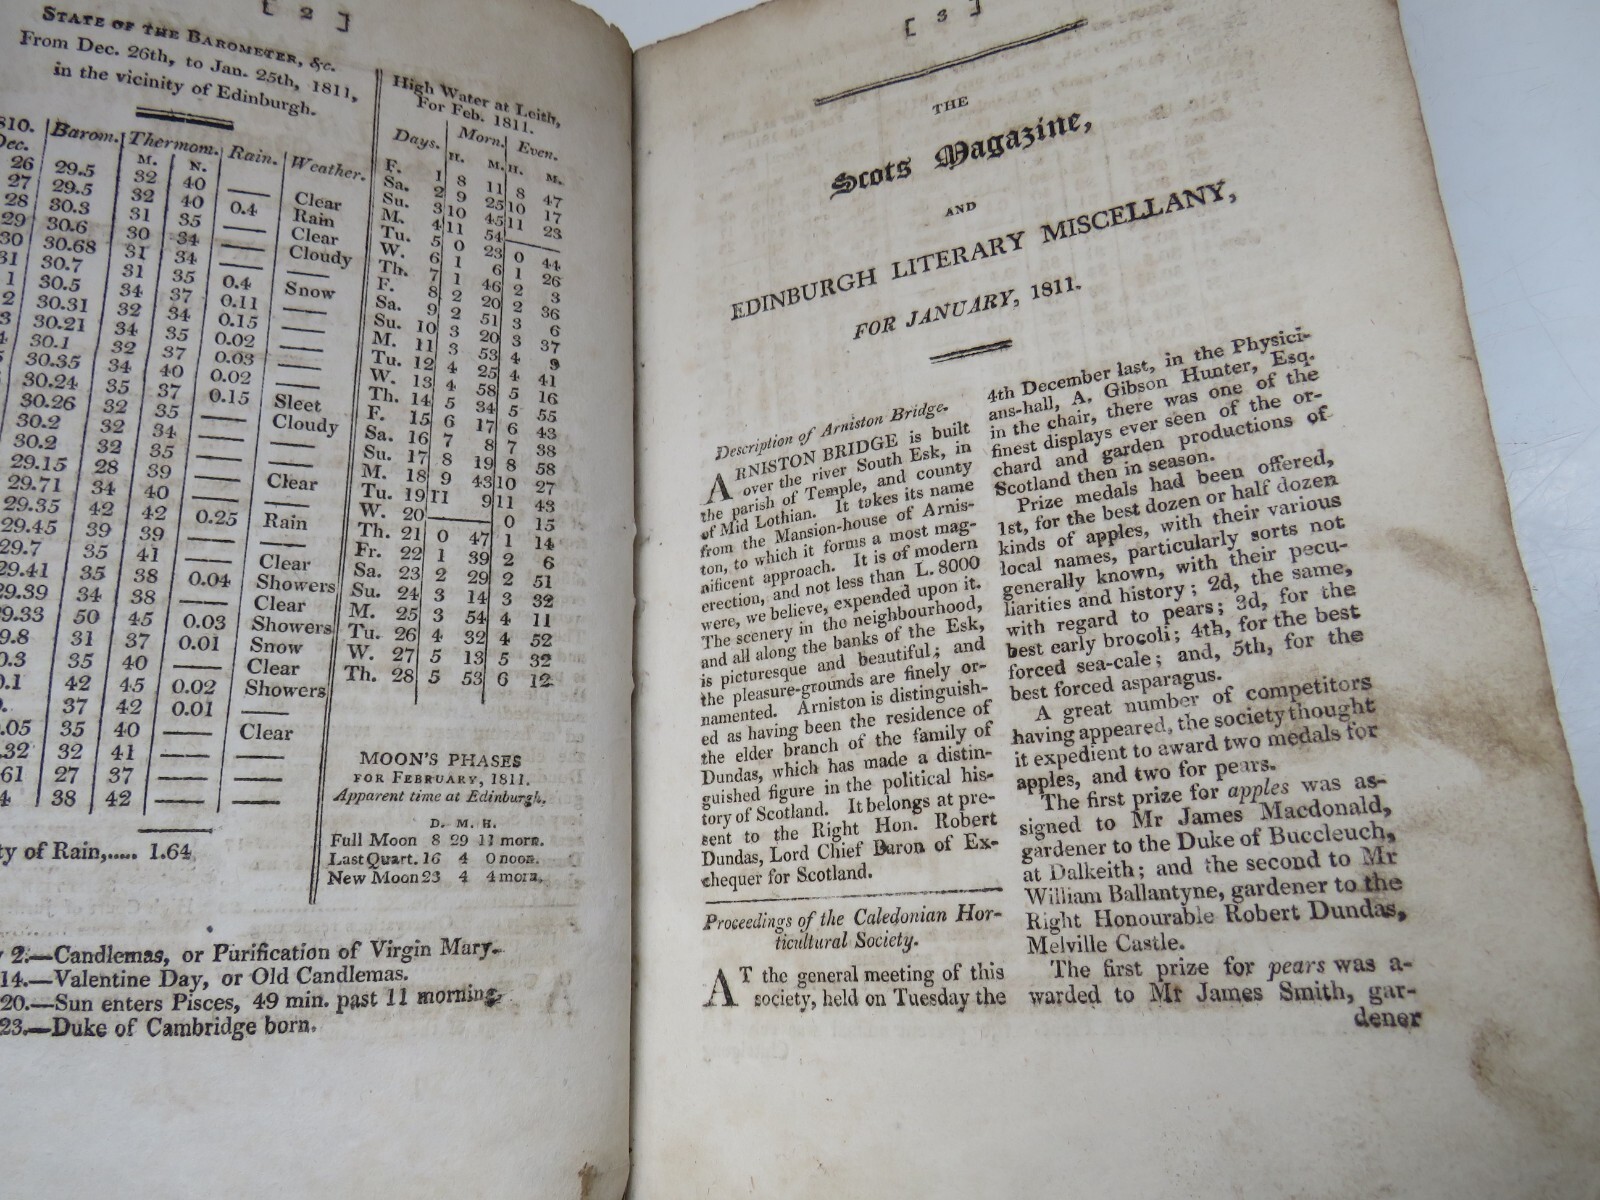 [ 2 ]
STATE OF THE BAROMETER, &c.
From Dec. 26th, to Jan. 25th, 1811,
in the vicinity of Edinburgh.
810. Barom. Thermom. Rain. Weather.
Dec. M. N.
26 29.5 32 40 — Clear
27 29.5 32 40 0.4 Rain
28 30.3 31 35 — Clear
29 30.6 30 34 — Cloudy
30 30.68 31 34 — —
31 30.7 31 35 0.4 Snow
1 30.5 34 37 0.11 —
2 30.31 32 34 0.15 —
3 30.21 34 35 0.02 —
30.1 32 37 0.03 —
30.35 34 40 0.02 —
30.24 35 37 0.15 Sleet
30.26 32 35 — Cloudy
30.2 32 34 — —
30.2 32 35 — —
29.15 28 39 — Clear
29.71 34 40 — —
29.35 42 42 0.25 Rain
29.45 39 39 — —
29.7 35 41 — Clear
29.41 35 38 0.04 Showers
29.39 34 38 — Clear
29.33 50 45 0.03 Showers
9.8 31 37 0.01 Snow
0.3 35 40 — Clear
0.1 42 45 0.02 Showers
37 42 0.01 —
.05 35 40 — Clear
.32 32 41 — —
61 27 37 — —
4 38 42 — —
ty of Rain,..... 1.64
High Water at Leith,
For Feb. 1811.
Days. Morn. Even.
H. M. H. M.
F. 1 8 11 8 47
Sa. 2 9 25 10 17
Su. 3 10 45 11 23
M. 4 11 54 —
Tu. 5 0 23 0 44
W. 6 1 6 1 26
Th. 7 1 46 2 3
F. 8 2 20 2 36
Sa. 9 2 51 3 6
Su. 10 3 20 3 37
M. 11 3 53 4 9
Tu. 12 4 25 4 41
W. 13 4 58 5 16
Th. 14 5 34 5 55
F. 15 6 17 6 43
Sa. 16 7 8 7 38
Su. 17 8 19 8 58
M. 18 9 43 10 27
Tu. 19 11 9 11 43
W. 20 — 0 15
Th. 21 0 47 1 14
Fr. 22 1 39 2 6
Sa. 23 2 29 2 51
Su. 24 3 14 3 32
M. 25 3 54 4 11
Tu. 26 4 32 4 52
W. 27 5 13 5 32
Th. 28 5 53 6 12
MOON'S PHASES
FOR FEBRUARY, 1811.
Apparent time at Edinburgh.
D. M. H.
Full Moon 8 29 11 morn.
Last Quart. 16 4 0 noon.
New Moon 23 4 4 morn.
2.—Candlemas, or Purification of Virgin Mary.
14.—Valentine Day, or Old Candlemas.
20.—Sun enters Pisces, 49 min. past 11 morning.
23.—Duke of Cambridge born.
[ 3 ]
THE
Scots Magazine,
AND
EDINBURGH LITERARY MISCELLANY,
FOR JANUARY, 1811.
Description of Arniston Bridge.
ARNISTON BRIDGE is built
over the river South Esk, in
the parish of Temple, and county
of Mid Lothian. It takes its name
from the Mansion-house of Arnis-
ton, to which it forms a most mag-
nificent approach. It is of modern
erection, and not less than L. 8000
were, we believe, expended upon it.
The scenery in the neighbourhood,
and all along the banks of the Esk,
is picturesque and beautiful; and
the pleasure-grounds are finely or-
namented. Arniston is distinguish-
ed as having been the residence of
the elder branch of the family of
Dundas, which has made a distin-
guished figure in the political his-
tory of Scotland. It belongs at pre-
sent to the Right Hon. Robert
Dundas, Lord Chief Baron of Ex-
chequer for Scotland.
Proceedings of the Caledonian Hor-
ticultural Society.
AT the general meeting of this
society, held on Tuesday the
4th December last, in the Physici-
ans-hall, A. Gibson Hunter, Esq.
in the chair, there was one of the
finest displays ever seen of the or-
chard and garden productions of
Scotland then in season.
Prize medals had been offered,
1st, for the best dozen or half dozen
kinds of apples, with their various
local names, particularly sorts not
generally known, with their pecu-
liarities and history; 2d, the same,
with regard to pears; 3d, for the
best early brocoli; 4th, for the best
forced sea-cale; and, 5th, for the
best forced asparagus.
A great number of competitors
having appeared, the society thought
it expedient to award two medals for
apples, and two for pears.
The first prize for apples was as-
signed to Mr James Macdonald,
gardener to the Duke of Buccleuch,
at Dalkeith; and the second to Mr
William Ballantyne, gardener to the
Right Honourable Robert Dundas,
Melville Castle.
The first prize for pears was a-
warded to Mr James Smith, gar-
dener